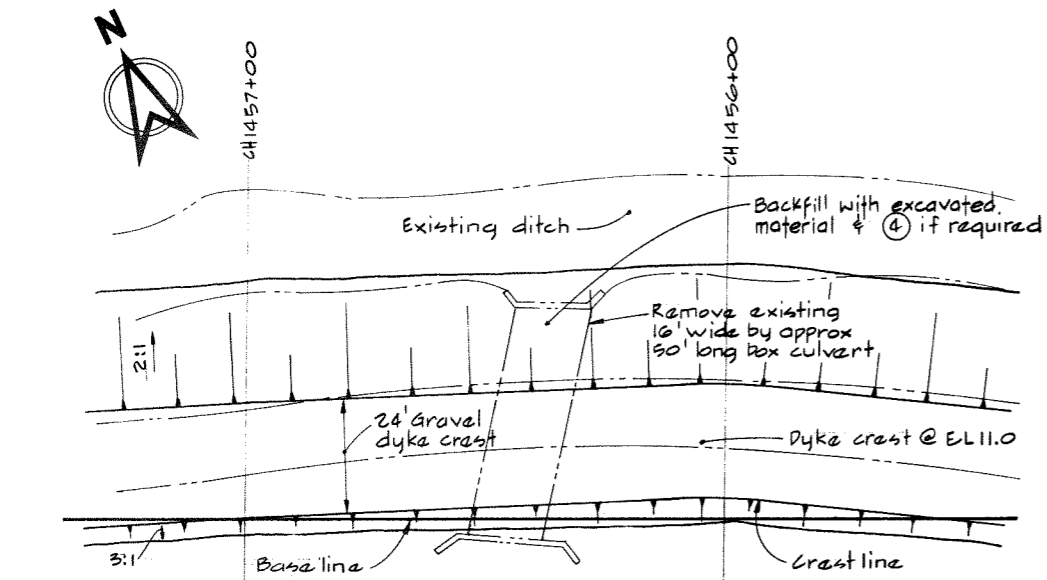 N
CH1457+00
CH1456+00
Existing ditch
Backfill with excavated.
material & ④ if required
Remove existing
16' wide by approx
50' long box culvert
2:1
24' Gravel
dyke crest
Dyke crest @ EL 11.0
3:1
Base line
Crest line